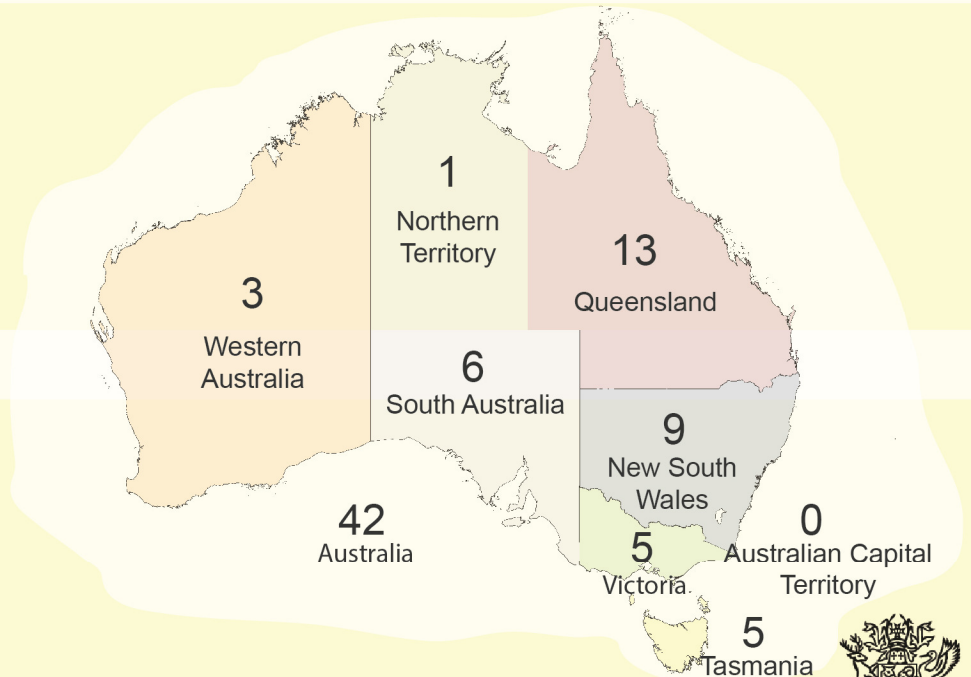 1
Northern
Territory
13
Queensland
3
Western
Australia
6
South Australia
9
New South
Wales
42
Australia
0
Australian Capital
Territory
5
Victoria
5
Tasmania